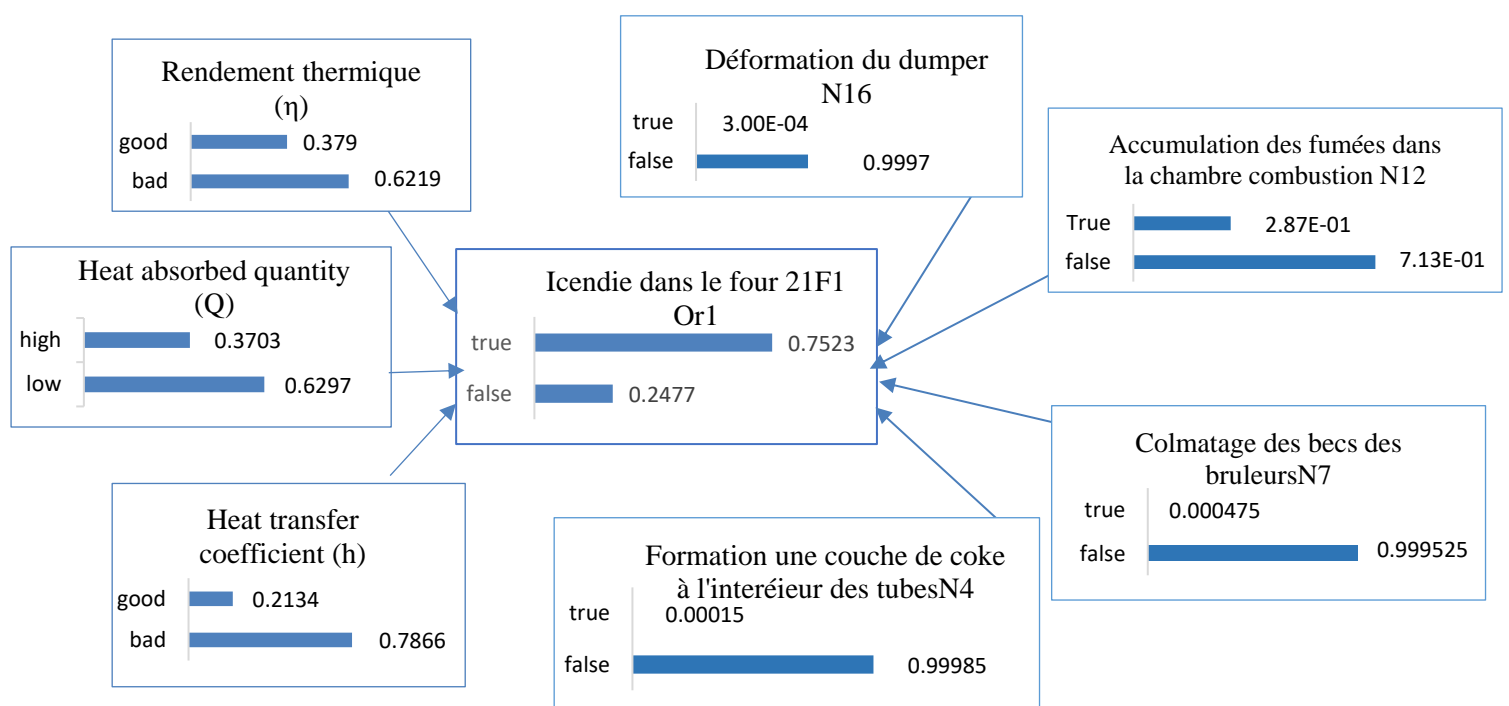 Rendement thermique
(η)
good 0.379
bad 0.6219
Déformation du dumper
N16
true 3.00E-04
false 0.9997
Accumulation des fumées dans
la chambre combustion N12
True 2.87E-01
false 7.13E-01
Heat absorbed quantity
(Q)
high 0.3703
low 0.6297
Icendie dans le four 21F1
Or1
true 0.7523
false 0.2477
Heat transfer
coefficient (h)
good 0.2134
bad 0.7866
Formation une couche de coke
à l'interéieur des tubesN4
true 0.00015
false 0.99985
Colmatage des becs des
bruleursN7
true 0.000475
false 0.999525